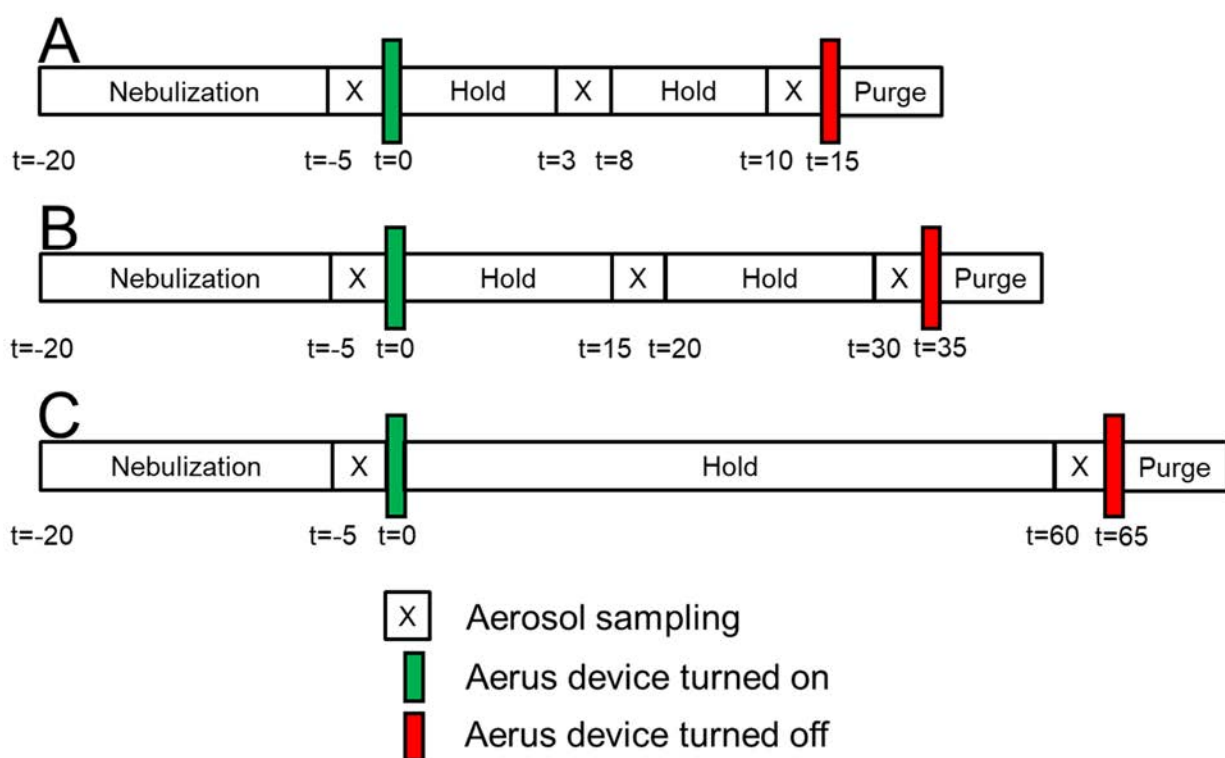 A
Nebulization X Hold X Hold X Purge
t=-20 t=-5 t=0 t=3 t=8 t=10 t=15
B
Nebulization X Hold X Hold X Purge
t=-20 t=-5 t=0 t=15 t=20 t=30 t=35
C
Nebulization X Hold X Purge
t=-20 t=-5 t=0 t=60 t=65
X Aerosol sampling
Aerus device turned on
Aerus device turned off